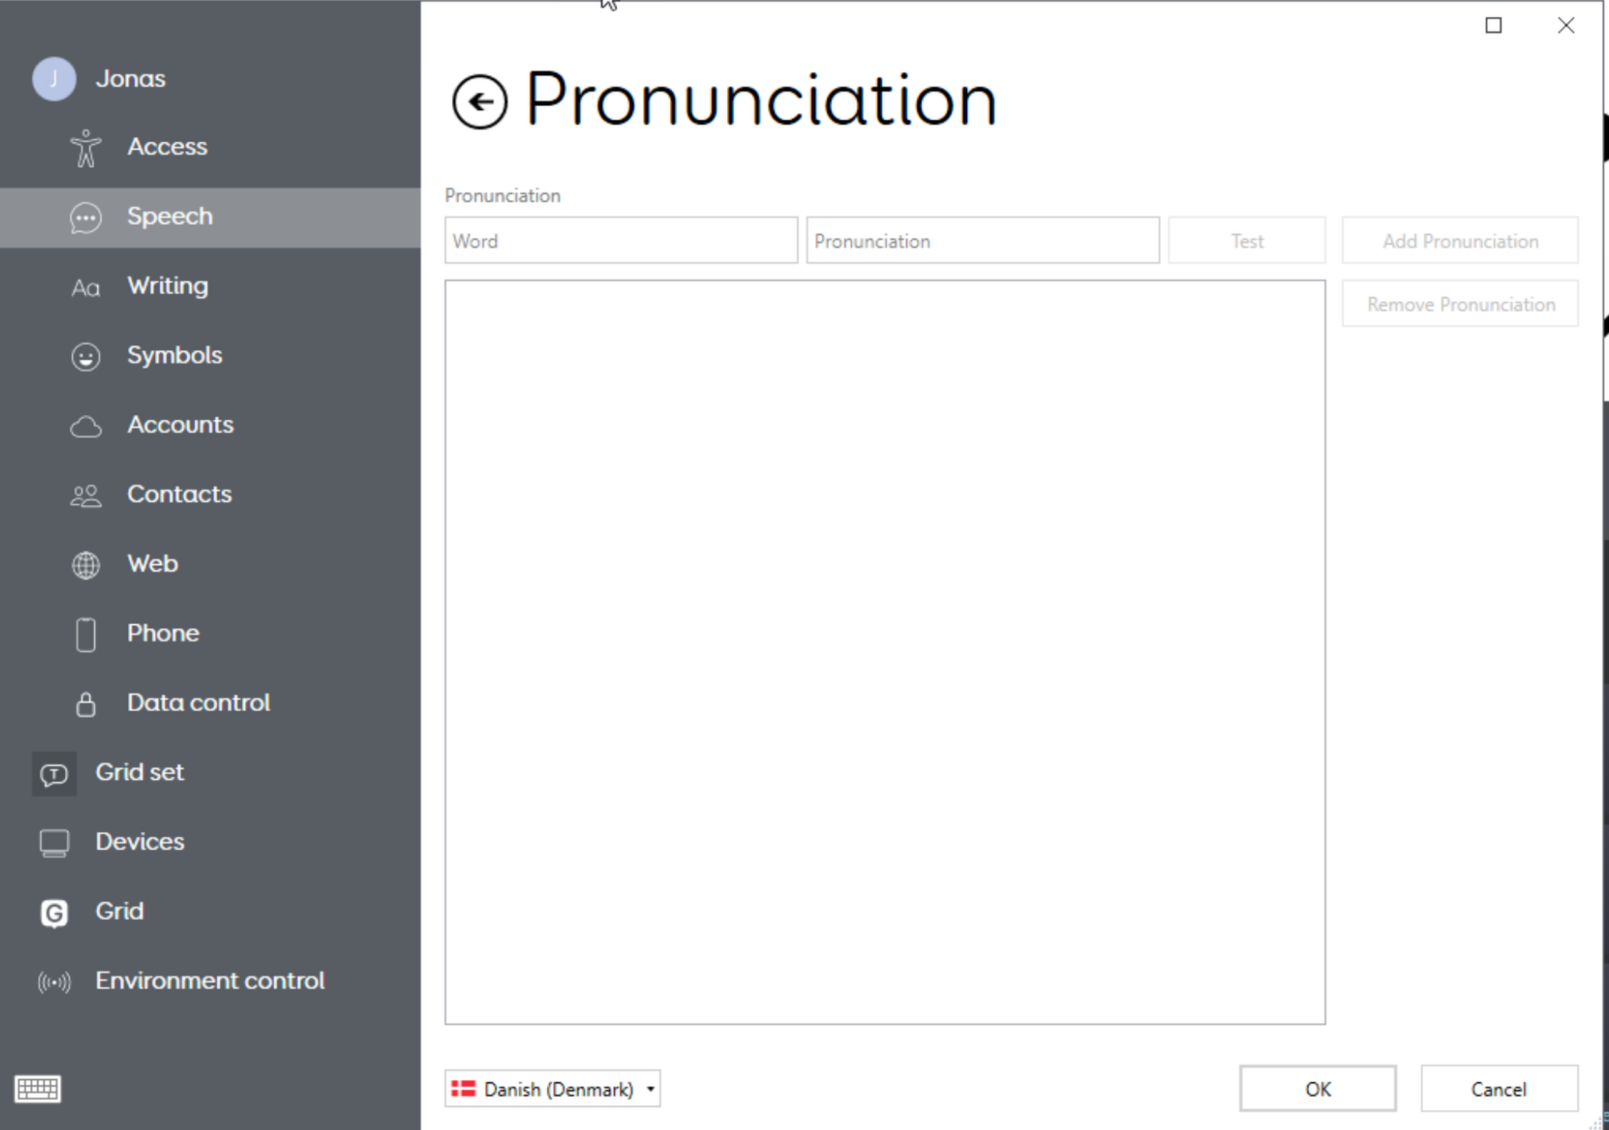 J Jonas
Access
Speech
Aa Writing
Symbols
Accounts
Contacts
Web
Phone
Data control
T Grid set
Devices
G Grid
Environment control
Pronunciation
Pronunciation
Word Pronunciation Test Add Pronunciation
Remove Pronunciation
Danish (Denmark) OK Cancel